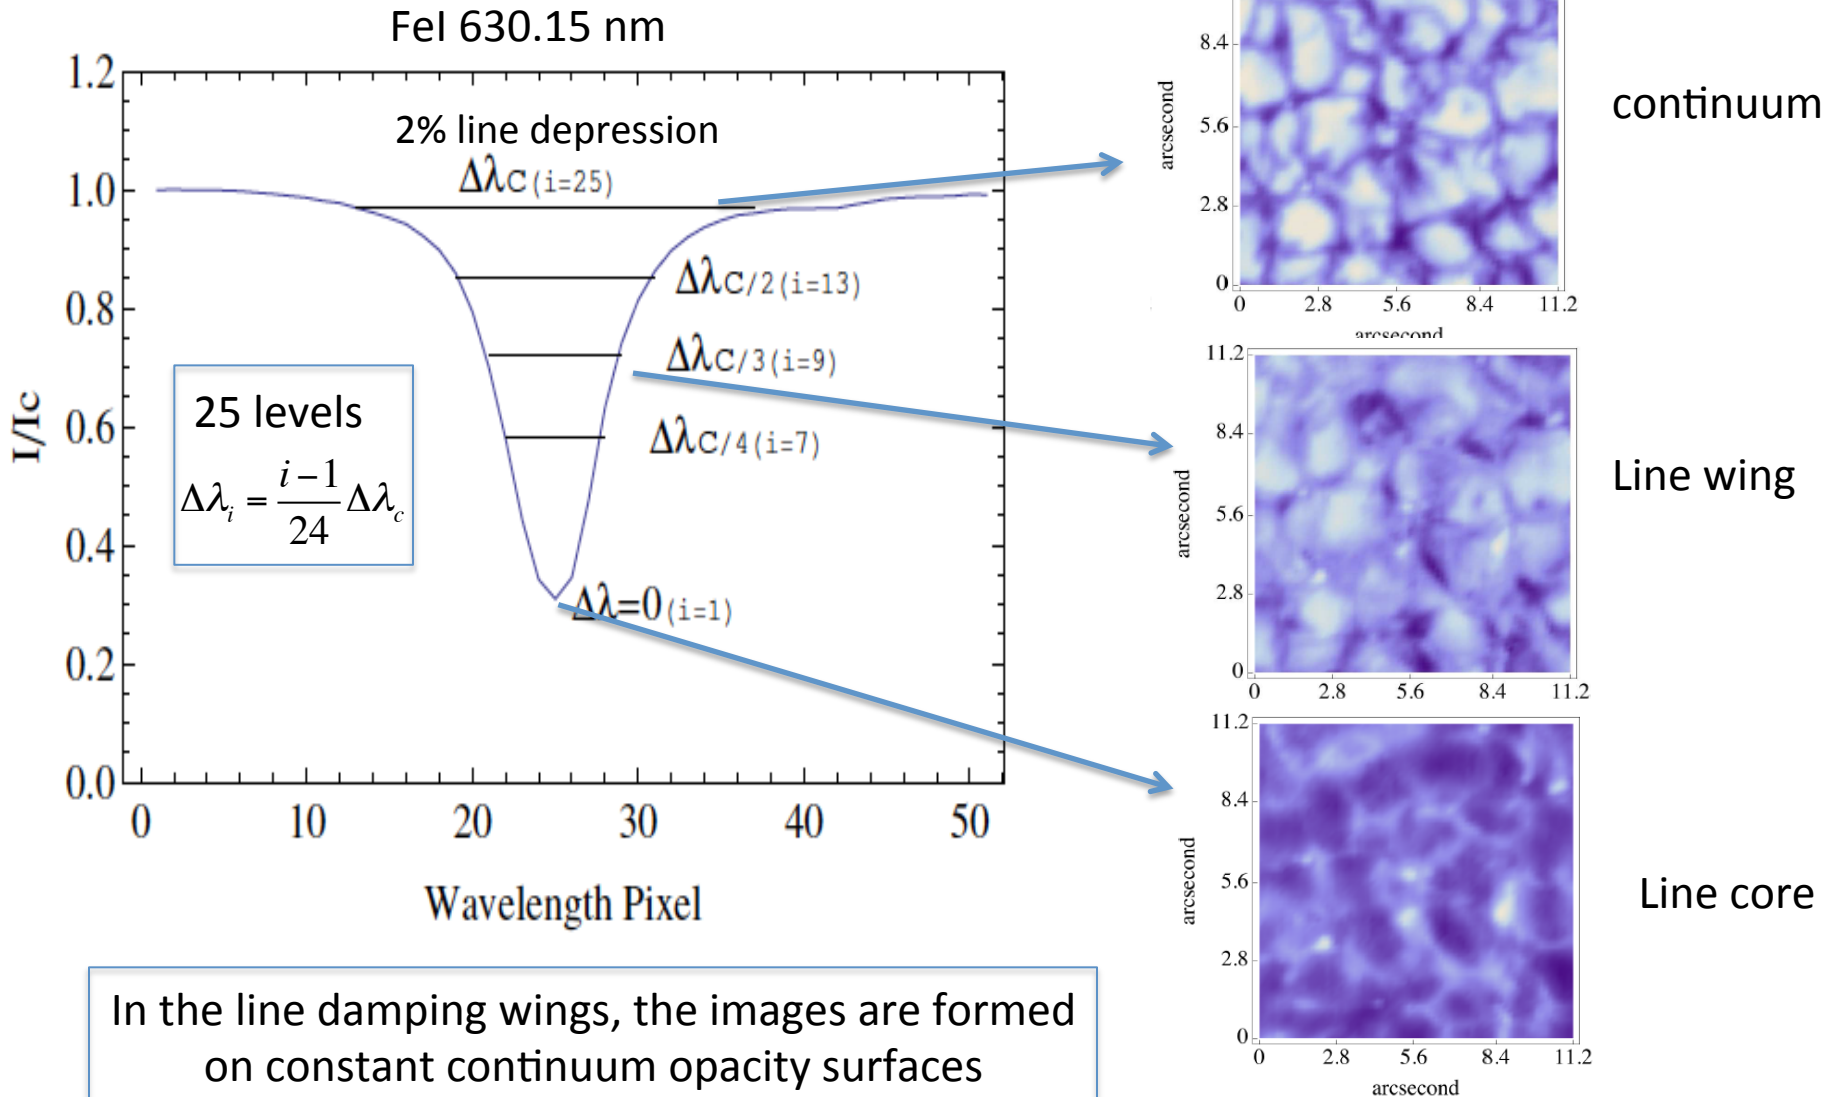 FeI 630.15 nm
1.2
1.0
0.8
0.6
0.4
0.2
0.0
I/Ic
2% line depression
ΔλC (i=25)
ΔλC/2 (i=13)
ΔλC/3 (i=9)
ΔλC/4 (i=7)
Δλ=0 (i=1)
25 levels
Δλ_i = (i−1)/24 Δλ_c
0 10 20 30 40 50
Wavelength Pixel
In the line damping wings, the images are formed
on constant continuum opacity surfaces
8.4
5.6
2.8
0
arcsecond
0 2.8 5.6 8.4 11.2
arcsecond
continuum
11.2
8.4
5.6
2.8
0
arcsecond
0 2.8 5.6 8.4 11.2
Line wing
11.2
8.4
5.6
2.8
0
arcsecond
0 2.8 5.6 8.4 11.2
arcsecond
Line core